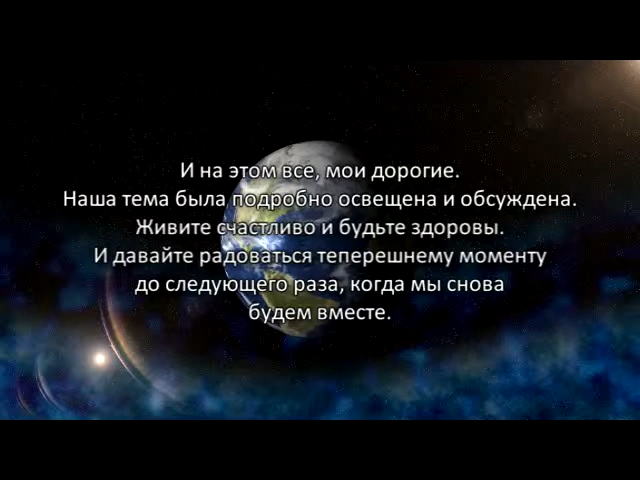 И на этом все, мои дорогие.
Наша тема была подробно освещена и обсуждена.
Живите счастливо и будьте здоровы.
И давайте радоваться теперешнему моменту
до следующего раза, когда мы снова
будем вместе.